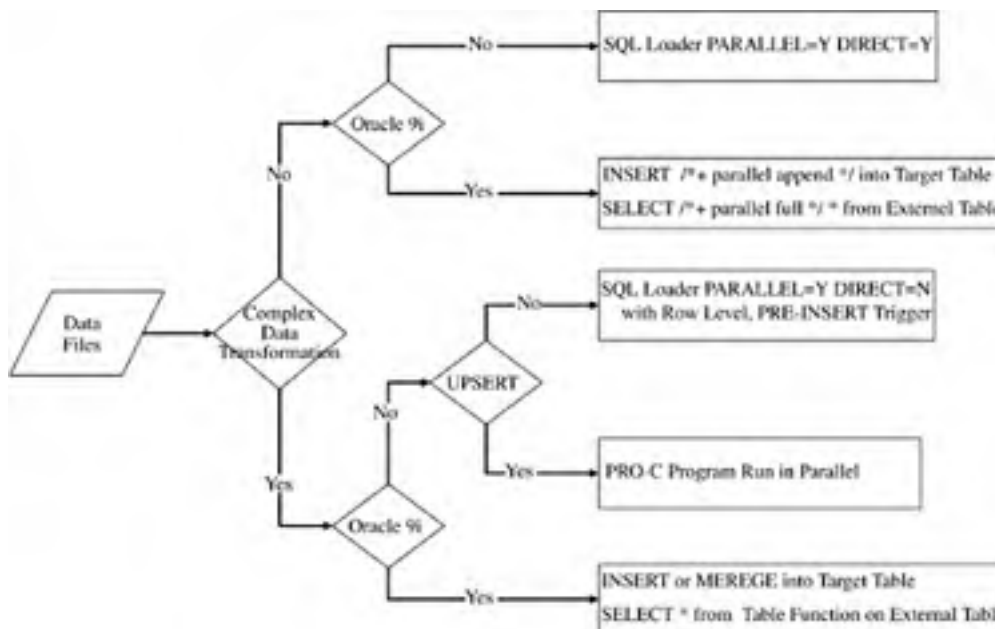 No
SQL Loader PARALLEL=Y DIRECT=Y
Oracle %
No
Yes
INSERT /*+ parallel append */ into Target Table
SELECT /*+ parallel full */ * from Externel Table
Data
Files
Complex
Data
Transformation
No
SQL Loader PARALLEL=Y DIRECT=N
with Row Level, PRE-INSERT Trigger
UPSERT
No
Yes
PRO-C Program Run in Parallel
Yes
Oracle %
Yes
INSERT or MEREGE into Target Table
SELECT * from Table Function on External Tabl